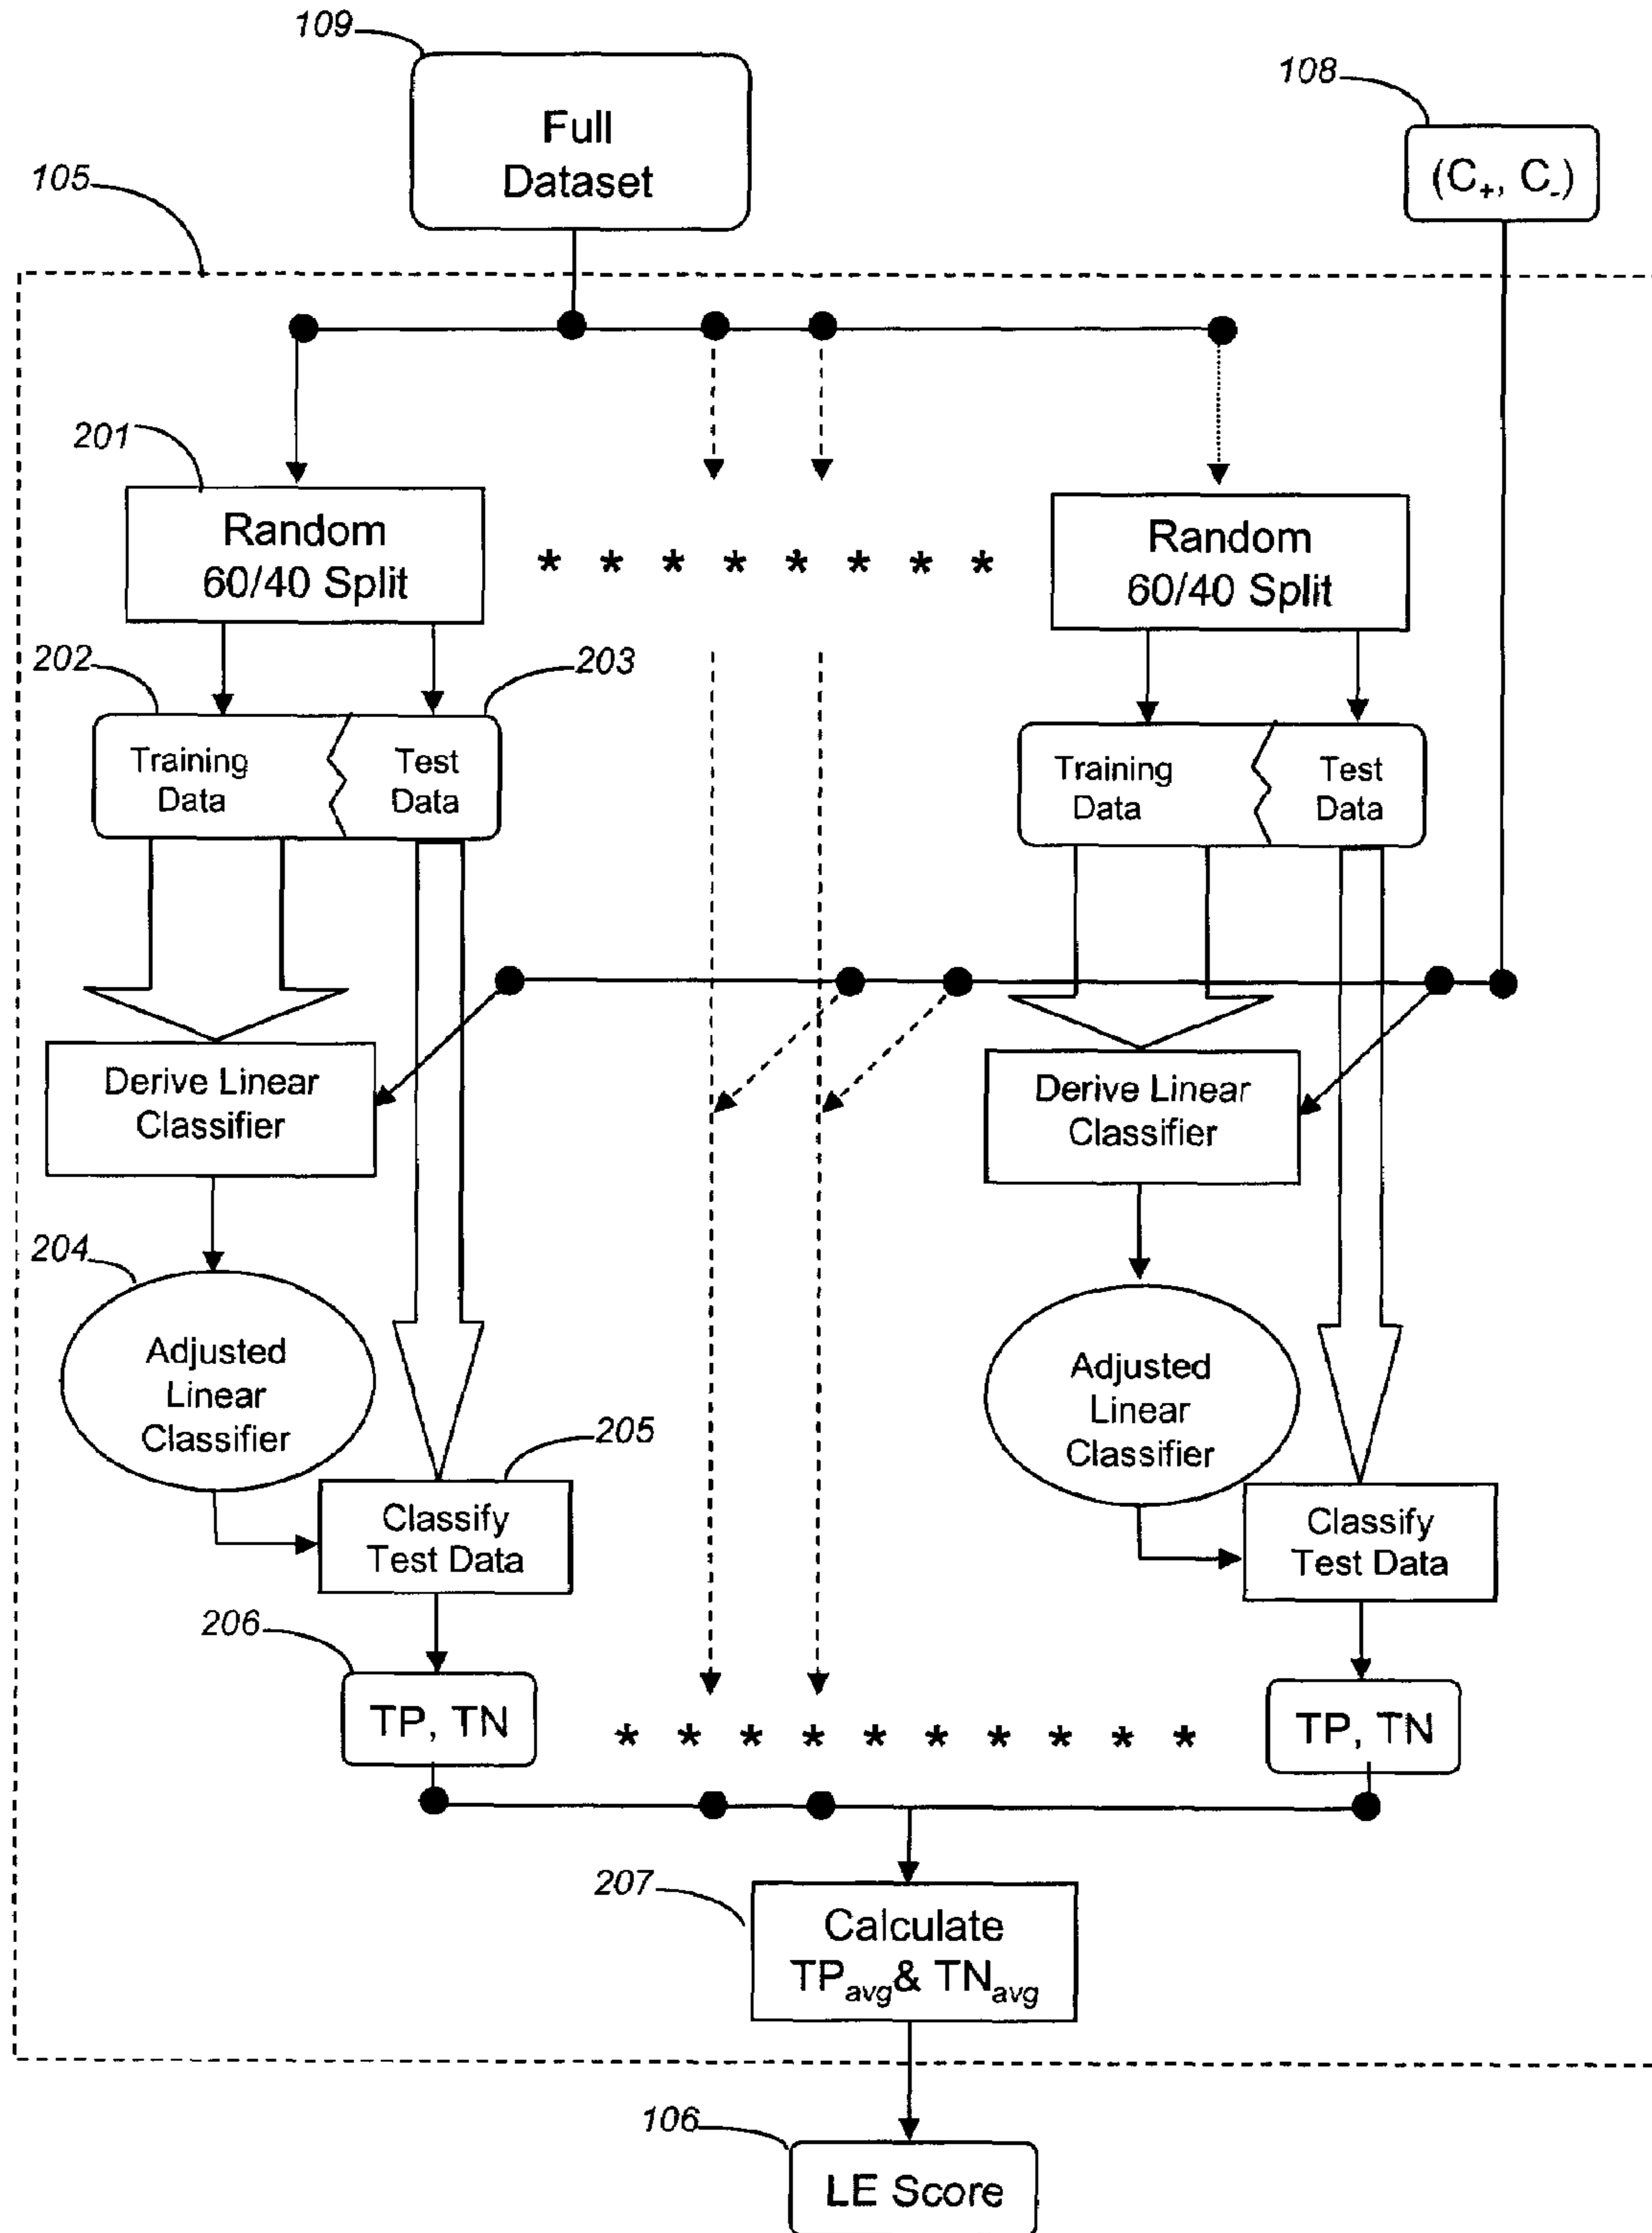 109
Full
Dataset
108
(C+, C-)
105
201
Random
60/40 Split
* * * * * * * *
Random
60/40 Split
202
203
Training
Data
Test
Data
Training
Data
Test
Data
Derive Linear
Classifier
Derive Linear
Classifier
204
Adjusted
Linear
Classifier
Adjusted
Linear
Classifier
205
Classify
Test Data
Classify
Test Data
206
TP, TN
* * * * * * * * * *
TP, TN
207
Calculate
TPavg& TNavg
106
LE Score